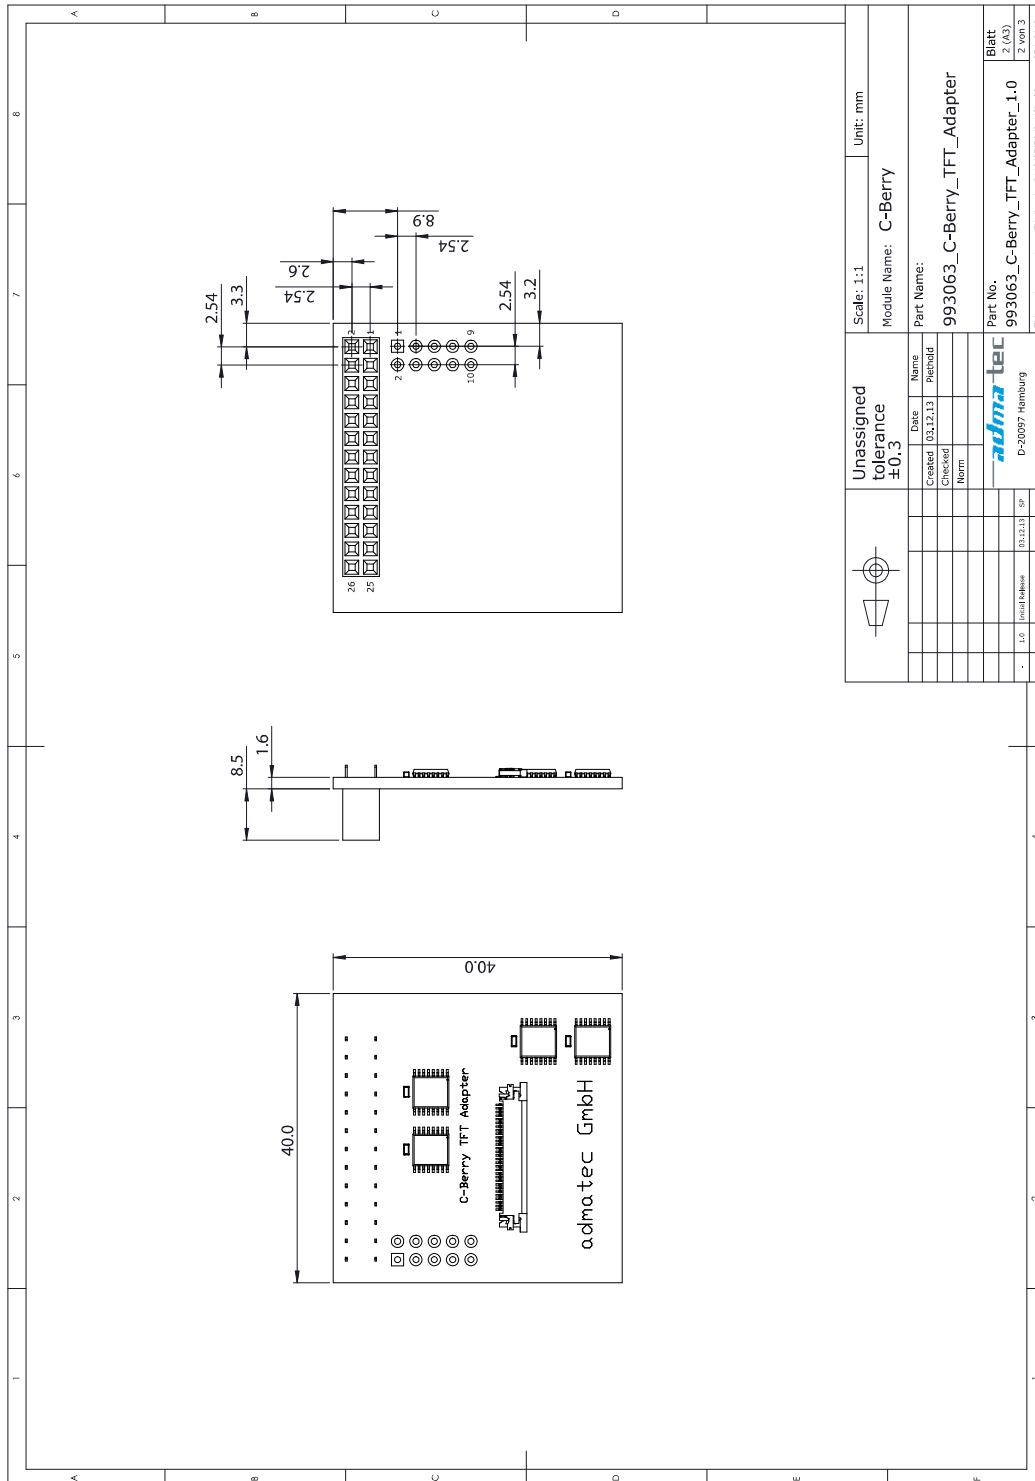 A
B
C
D
8
7
6
5
4
3
2
1
2.54
3.3
2.6
2.54
8.9
2.54
2.54
3.2
2
1
1
9
2
10
26
25
8.5
1.6
40.0
40.0
C-Berry TFT Adapter
admatec GmbH
Unassigned
tolerance
±0.3
Scale: 1:1
Unit: mm
Module Name: C-Berry
Date
Name
Created
03.12.13
Piethold
Checked
Norm
Part Name:
993063_C-Berry_TFT_Adapter
admatec
D-20097 Hamburg
Part No.
993063_C-Berry_TFT_Adapter_1.0
Blatt
2 (A3)
2 von 3
-
1.0
Initial Release
03.12.13
SP
4
3
2
1
A
B
C
D
E
F